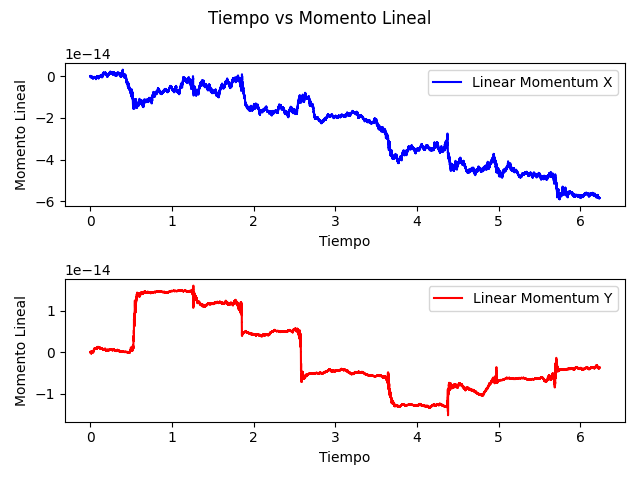 Tiempo vs Momento Lineal
1e−14
Linear Momentum X
Momento Lineal
0
−2
−4
−6
0 1 2 3 4 5 6
Tiempo
1e−14
Linear Momentum Y
Momento Lineal
1
0
−1
0 1 2 3 4 5 6
Tiempo